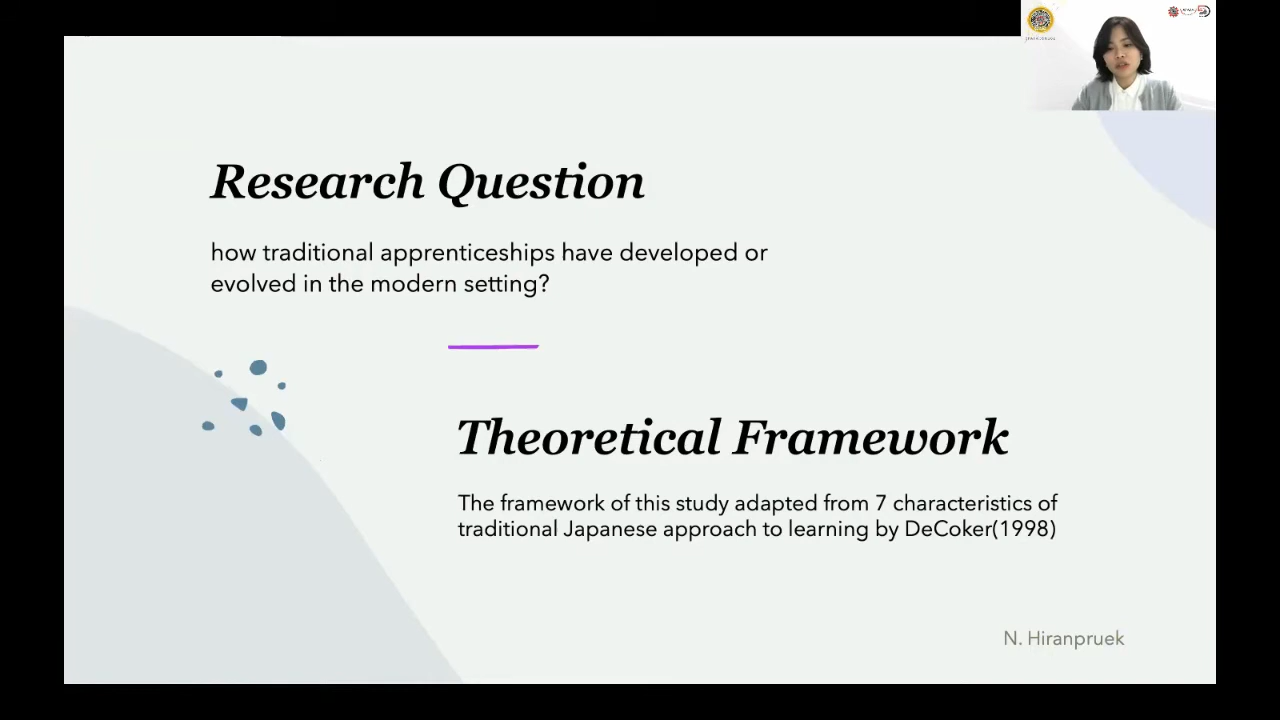 Research Question
how traditional apprenticeships have developed or
evolved in the modern setting?
Theoretical Framework
The framework of this study adapted from 7 characteristics of
traditional Japanese approach to learning by DeCoker(1998)
N. Hiranpruek